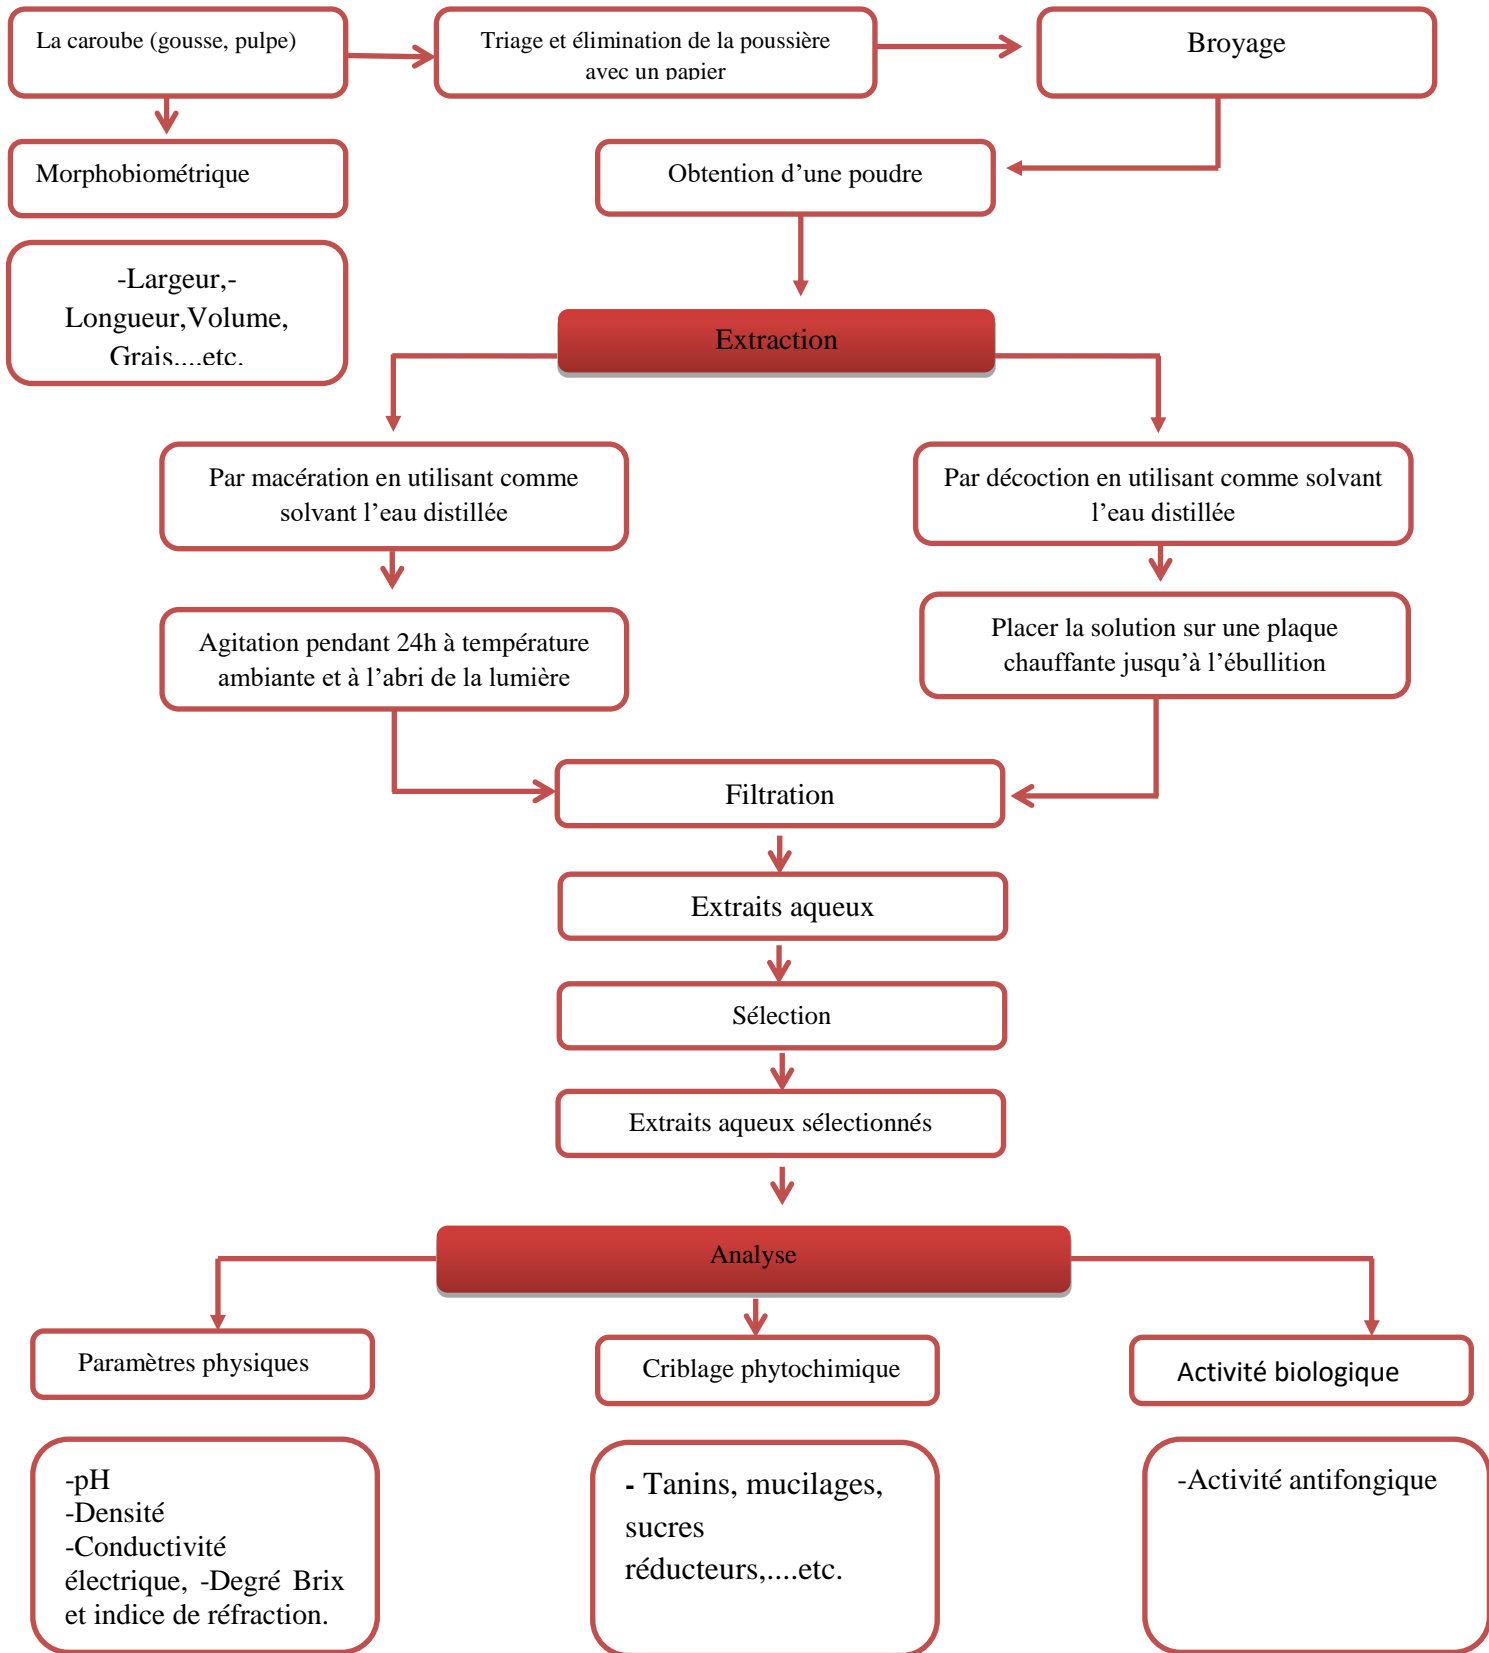 La caroube (gousse, pulpe)
Triage et élimination de la poussière
avec un papier
Broyage
Morphobiométrique
Obtention d’une poudre
-Largeur,-
Longueur,Volume,
Grais,...etc.
Extraction
Par macération en utilisant comme
solvant l’eau distillée
Par décoction en utilisant comme solvant
l’eau distillée
Agitation pendant 24h à température
ambiante et à l’abri de la lumière
Placer la solution sur une plaque
chauffante jusqu’à l’ébullition
Filtration
Extraits aqueux
Sélection
Extraits aqueux sélectionnés
Analyse
Paramètres physiques
Criblage phytochimique
Activité biologique
-pH
-Densité
-Conductivité
électrique, -Degré Brix
et indice de réfraction.
- Tanins, mucilages,
sucres
réducteurs,....etc.
-Activité antifongique